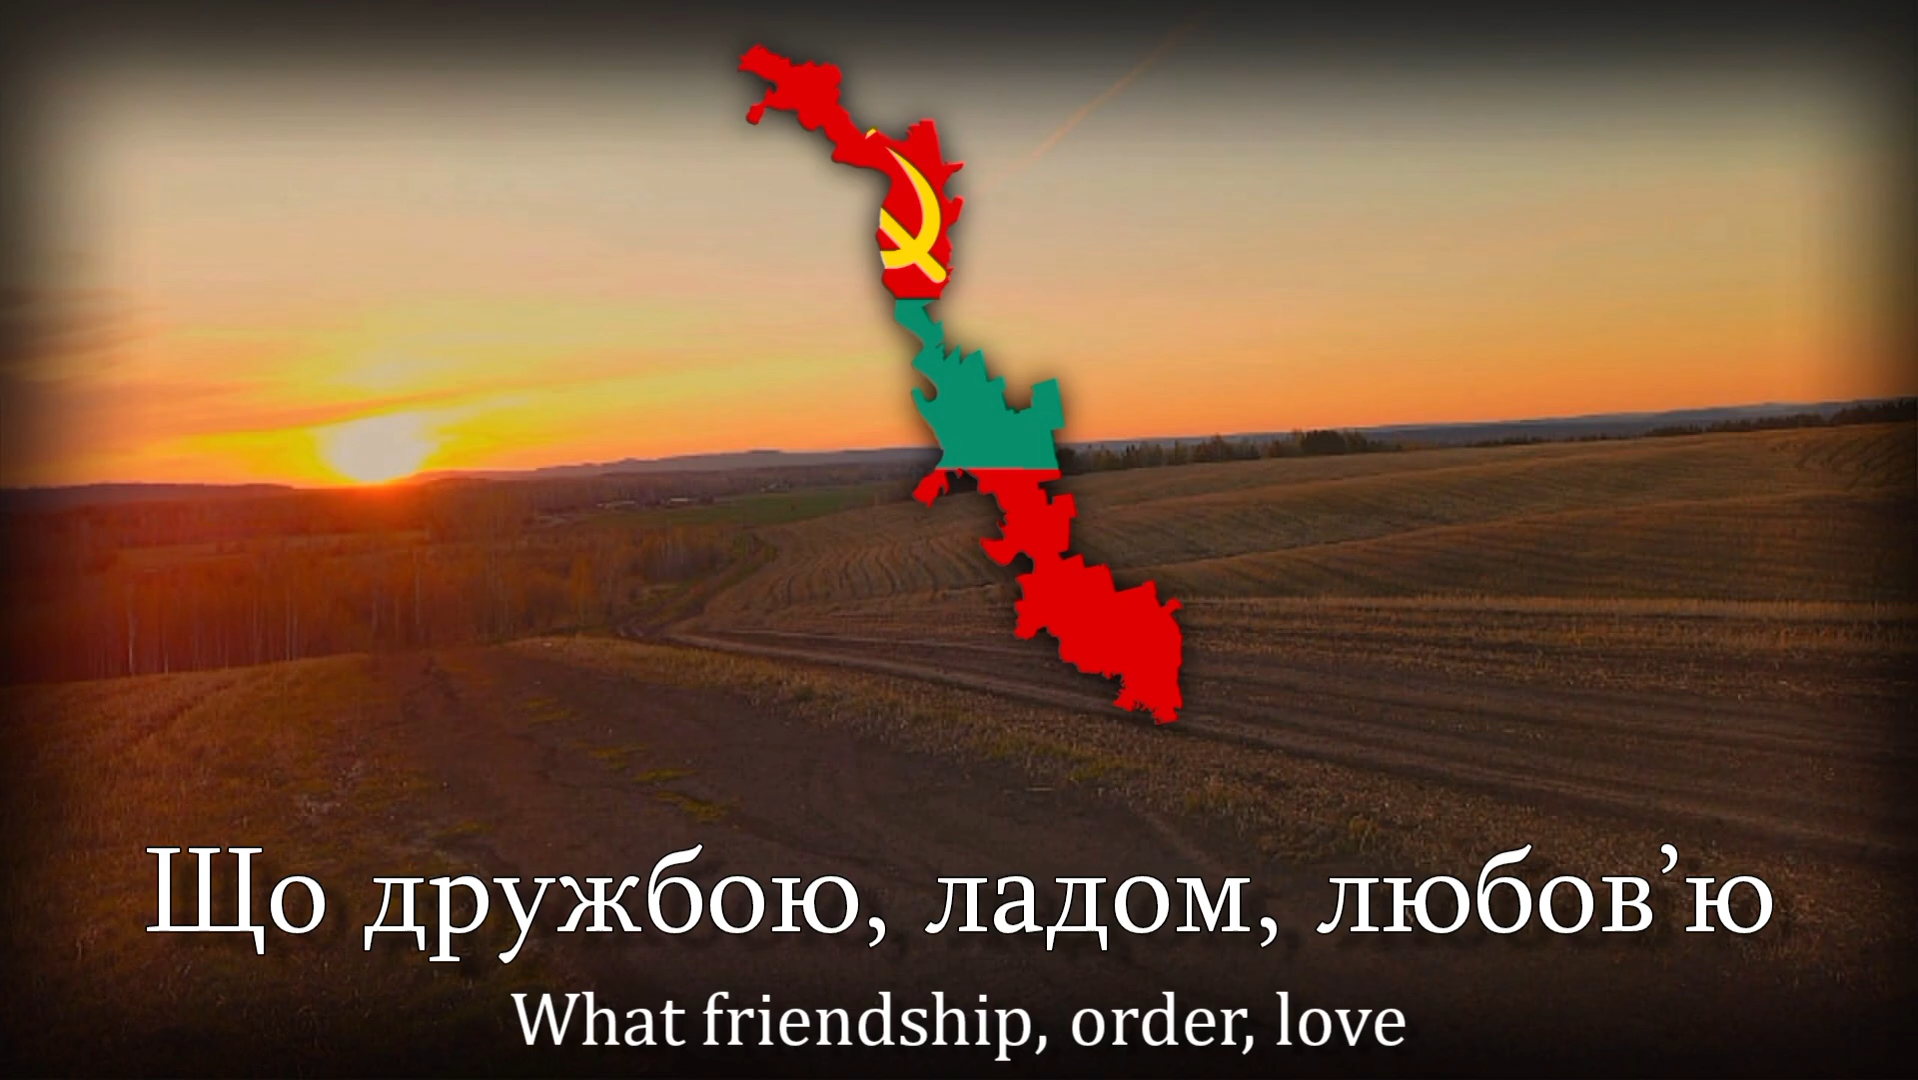 Що дружбою, ладом, любов’ю
What friendship, order, love